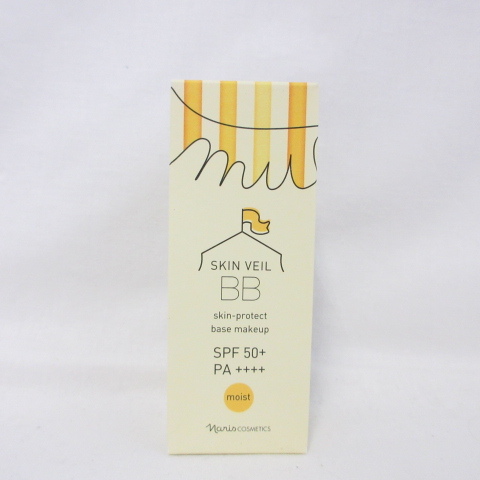 SKIN VEIL
BB
skin-protect
base makeup
SPF 50+
PA ++++
moist
naris COSMETICS